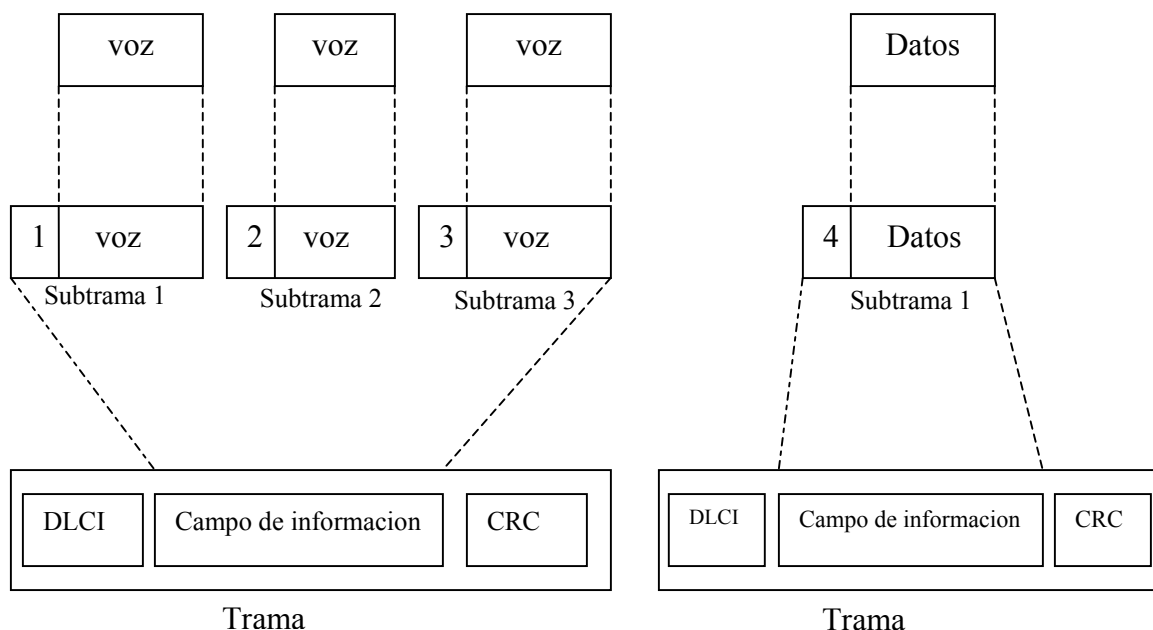 voz voz voz Datos
1 voz 2 voz 3 voz 4 Datos
Subtrama 1 Subtrama 2 Subtrama 3 Subtrama 1
DLCI Campo de informacion CRC DLCI Campo de informacion CRC
Trama Trama